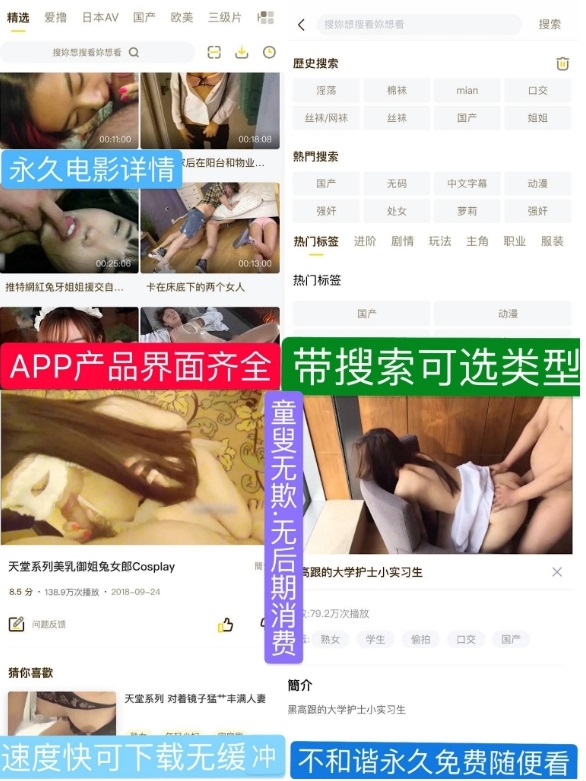 精选 爱撸 日本AV 国产 欧美 三级片
搜妳想搜看妳想看
00:11:00
00:18:08
永久电影详情
家后在阳台和物业...
00:25:06
00:13:00
推特網紅兔牙姐姐援交自...
卡在床底下的两个女人
APP产品界面齐全
天堂系列美乳御姐兔女郎Cosplay
8.5 分 · 138.9万次播放 · 2018-09-24
問题反馈
猜你喜歡
天堂系列 对着镜子猛艹丰满人妻
速度快可下载无缓冲
搜妳想搜看妳想看 搜索
歷史搜索
淫荡 棉袜 mian 口交
丝袜/网袜 丝袜 国产 姐姐
熱門搜索
国产 无码 中文字幕 动漫
强奸 处女 萝莉 强奸
热门标签 进阶 剧情 玩法 主角 职业 服装
热门标签
国产 动漫
带搜索可选类型
童叟无欺·无后期消费
高跟的大学护士小实习生
79.2万次播放
熟女 学生 偷拍 口交 国产
簡介
黑高跟的大学护士小实习生
不和谐永久免费随便看